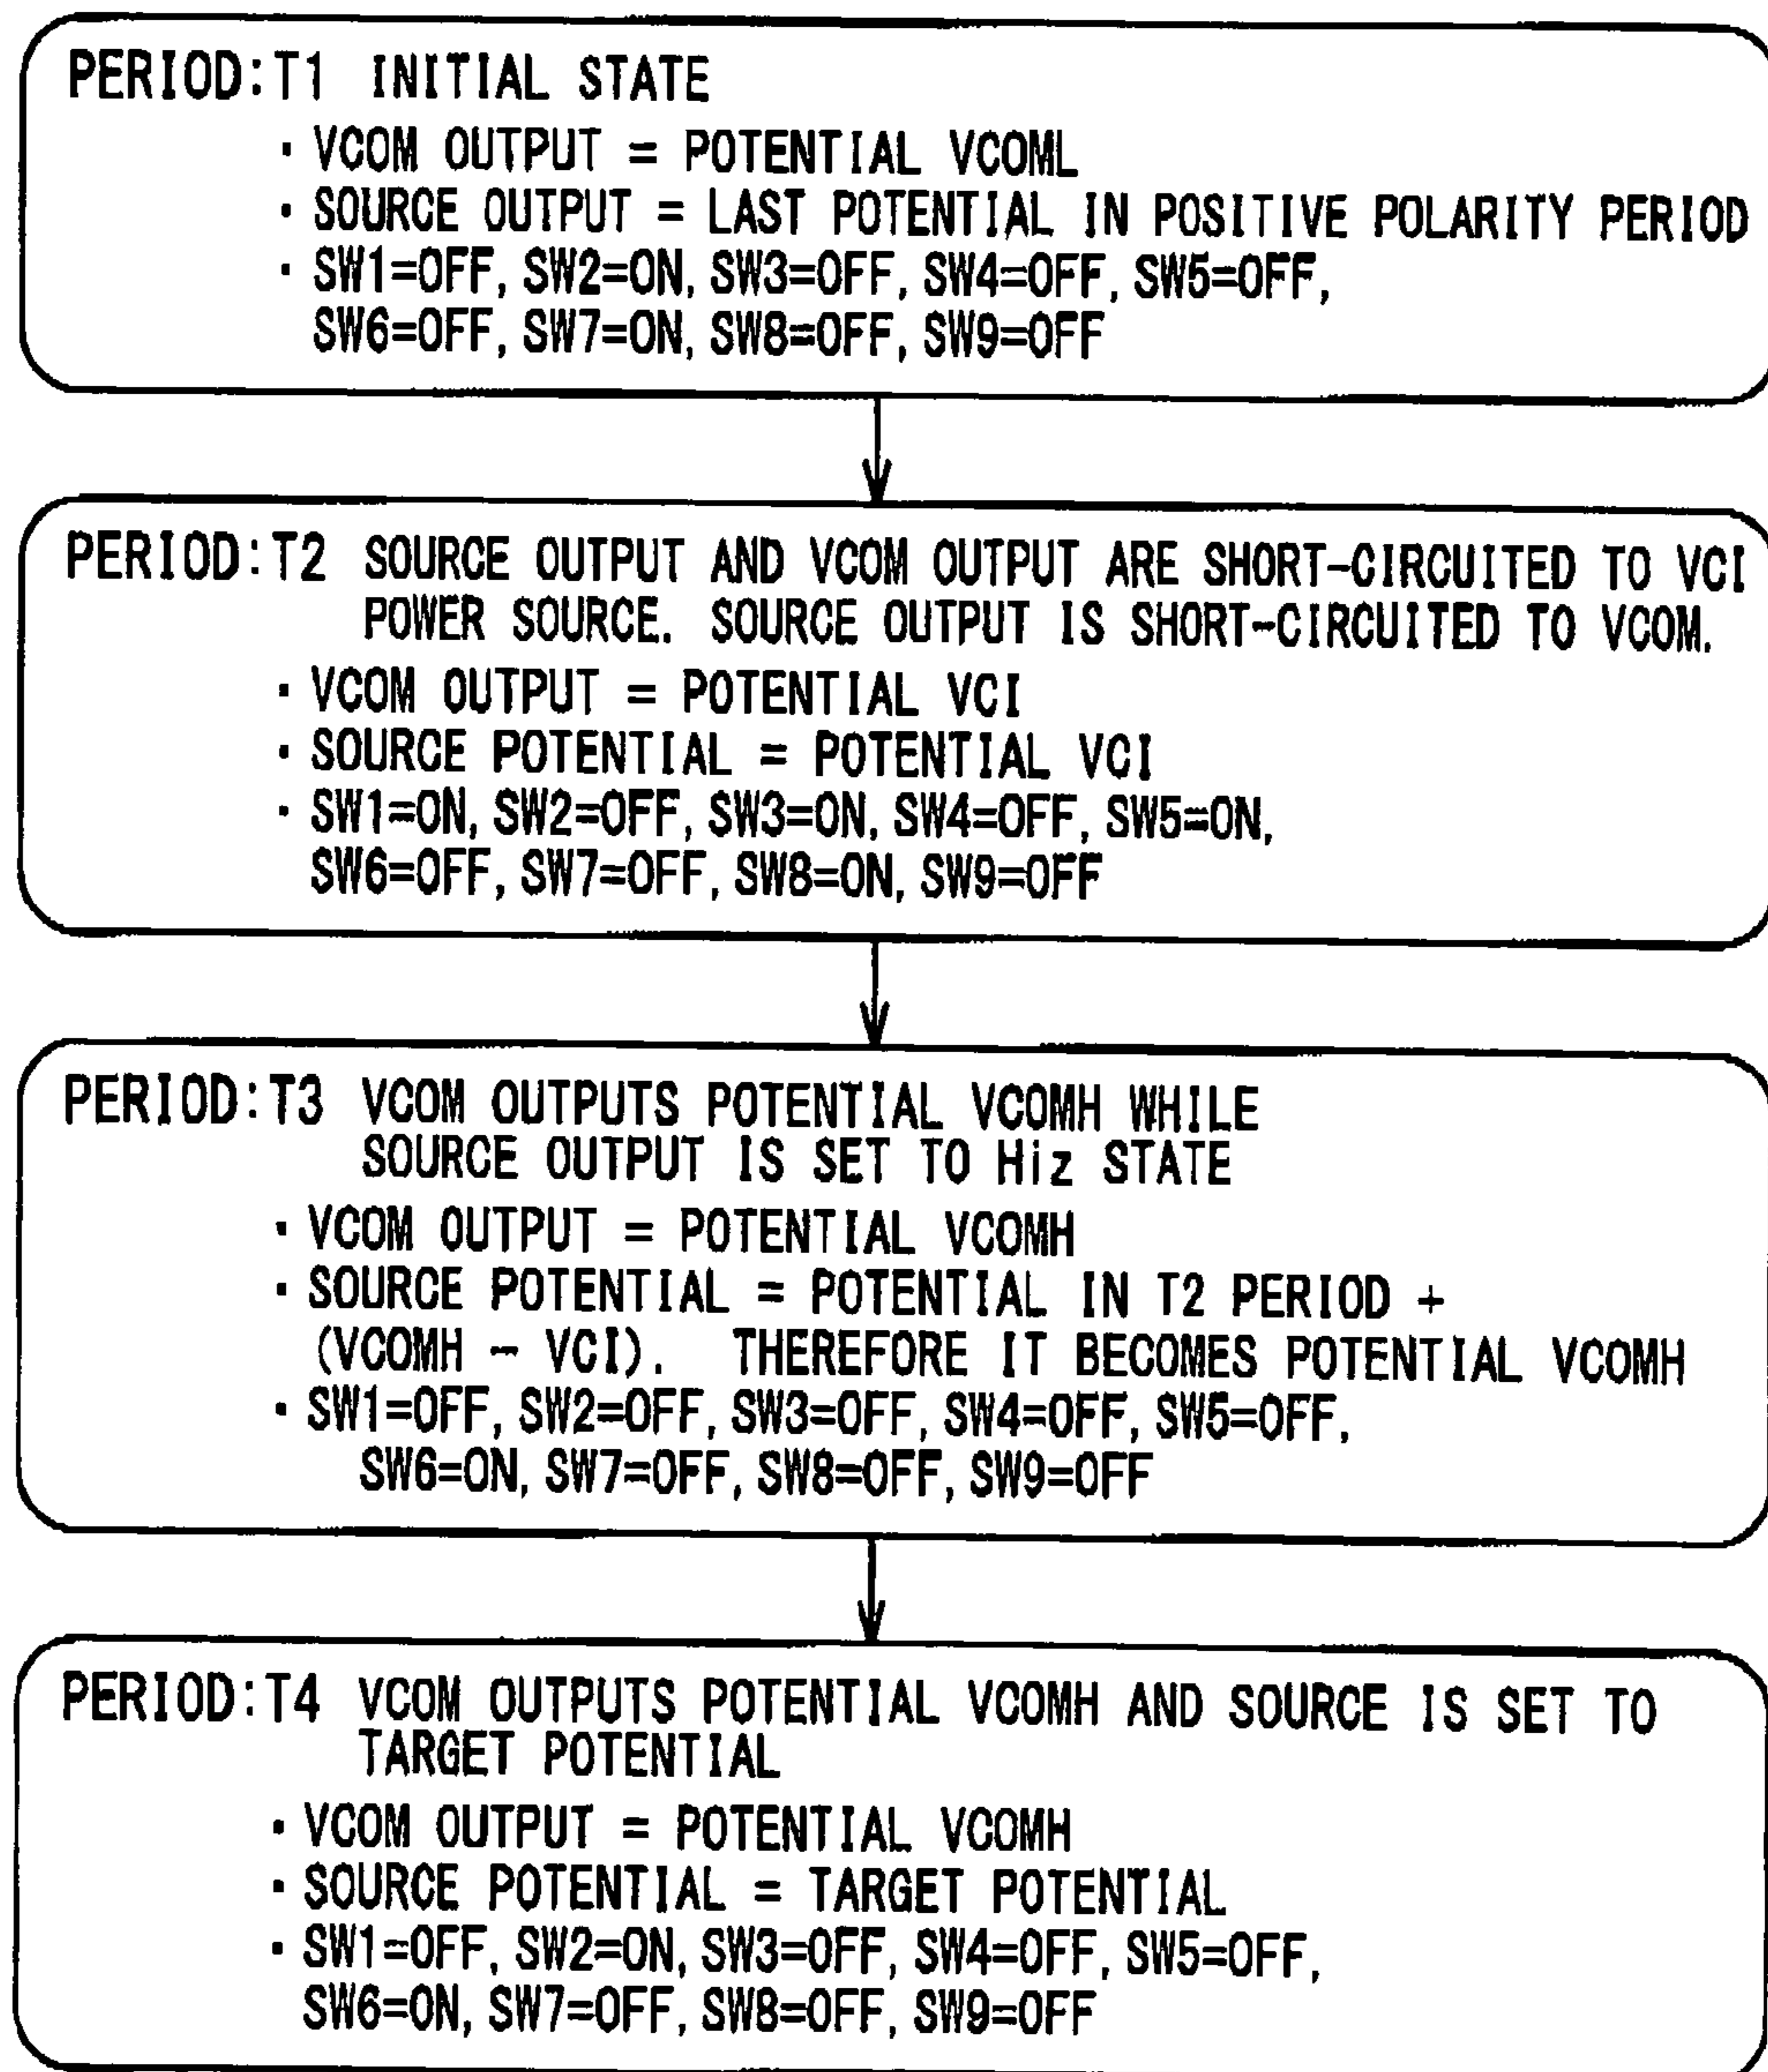 PERIOD:T1 INITIAL STATE
· VCOM OUTPUT = POTENTIAL VCOML
· SOURCE OUTPUT = LAST POTENTIAL IN POSITIVE POLARITY PERIOD
· SW1=OFF, SW2=ON, SW3=OFF, SW4=OFF, SW5=OFF,
SW6=OFF, SW7=ON, SW8=OFF, SW9=OFF
PERIOD:T2 SOURCE OUTPUT AND VCOM OUTPUT ARE SHORT-CIRCUITED TO VCI
POWER SOURCE. SOURCE OUTPUT IS SHORT-CIRCUITED TO VCOM.
· VCOM OUTPUT = POTENTIAL VCI
· SOURCE POTENTIAL = POTENTIAL VCI
· SW1=ON, SW2=OFF, SW3=ON, SW4=OFF, SW5=ON,
SW6=OFF, SW7=OFF, SW8=ON, SW9=OFF
PERIOD:T3 VCOM OUTPUTS POTENTIAL VCOMH WHILE
SOURCE OUTPUT IS SET TO Hiz STATE
· VCOM OUTPUT = POTENTIAL VCOMH
· SOURCE POTENTIAL = POTENTIAL IN T2 PERIOD +
(VCOMH - VCI). THEREFORE IT BECOMES POTENTIAL VCOMH
· SW1=OFF, SW2=OFF, SW3=OFF, SW4=OFF, SW5=OFF,
SW6=ON, SW7=OFF, SW8=OFF, SW9=OFF
PERIOD:T4 VCOM OUTPUTS POTENTIAL VCOMH AND SOURCE IS SET TO
TARGET POTENTIAL
· VCOM OUTPUT = POTENTIAL VCOMH
· SOURCE POTENTIAL = TARGET POTENTIAL
· SW1=OFF, SW2=ON, SW3=OFF, SW4=OFF, SW5=OFF,
SW6=ON, SW7=OFF, SW8=OFF, SW9=OFF